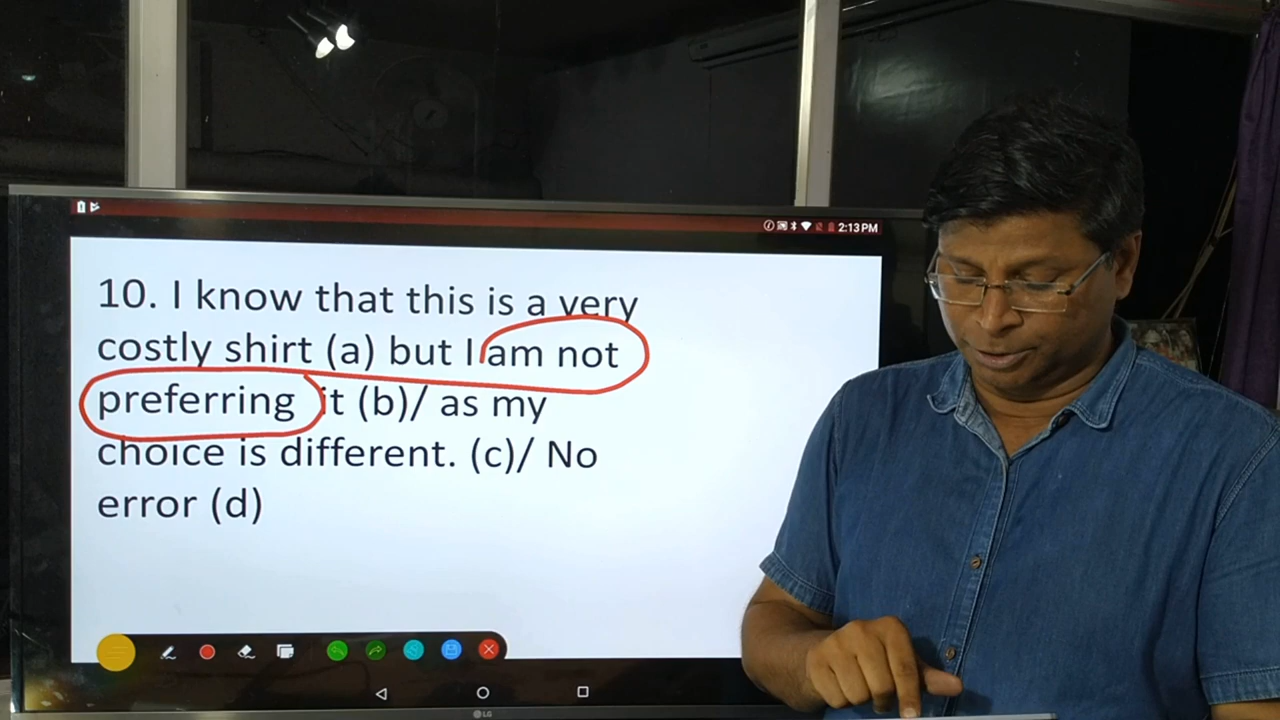 2:13 PM
10. I know that this is a very
costly shirt (a) but I am not
preferring it (b)/ as my
choice is different. (c)/ No
error (d)
LG